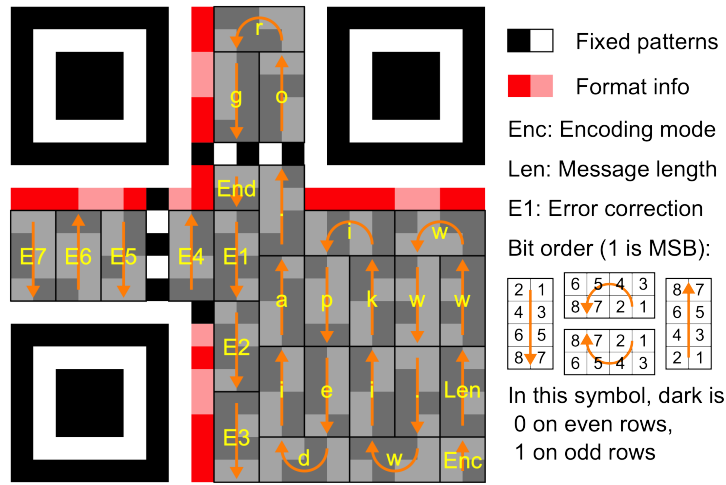 r
g o
End .
i w
E7 E6 E5 E4 E1
a p k w w
E2
i e i . Len
E3
d w Enc
Fixed patterns
Format info
Enc: Encoding mode
Len: Message length
E1: Error correction
Bit order (1 is MSB):
2 1
4 3
6 5
8 7
6 5 4 3
8 7 2 1
8 7 2 1
6 5 4 3
8 7
6 5
4 3
2 1
In this symbol, dark is
0 on even rows,
1 on odd rows